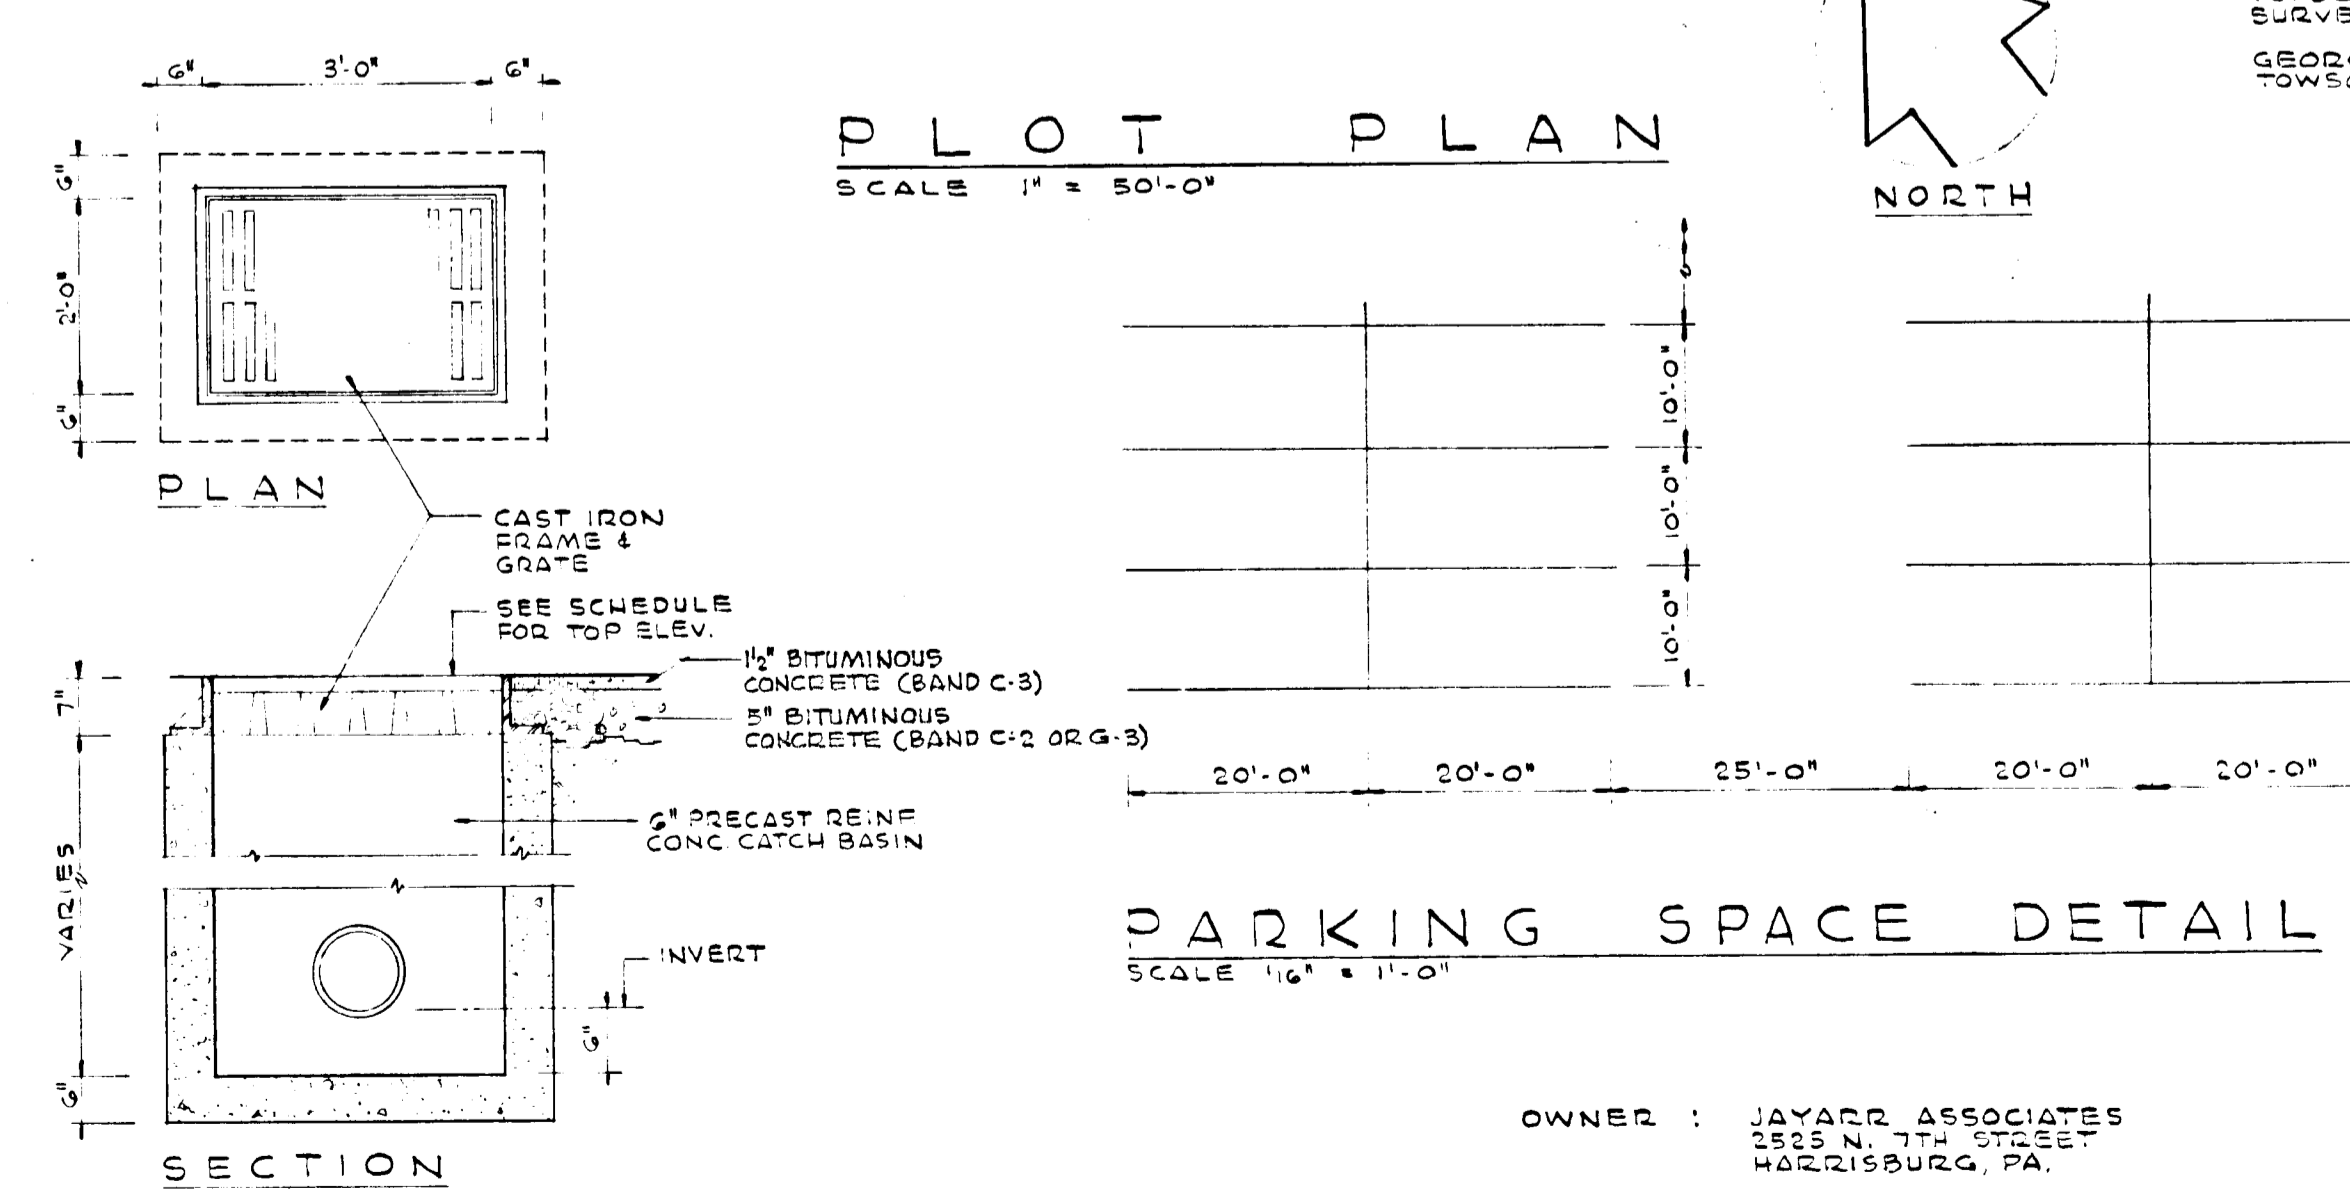 6" 3'-0" 6"
6"
2'-0"
6"
PLAN
CAST IRON
FRAME &
GRATE
SEE SCHEDULE
FOR TOP ELEV.
1½" BITUMINOUS
CONCRETE (BAND C-3)
5" BITUMINOUS
CONCRETE (BAND C-2 OR G-3)
6" PRECAST REINF
CONC. CATCH BASIN
INVERT
7"
VARIES
6"
6"
SECTION
PLOT PLAN
SCALE 1" = 50'-0"
NORTH
10'-0"
10'-0"
10'-0"
20'-0" 20'-0" 25'-0" 20'-0" 20'-0"
PARKING SPACE DETAIL
SCALE 1/16" = 1'-0"
OWNER : JAYARR ASSOCIATES
2525 N. 7TH STREET
HARRISBURG, PA.